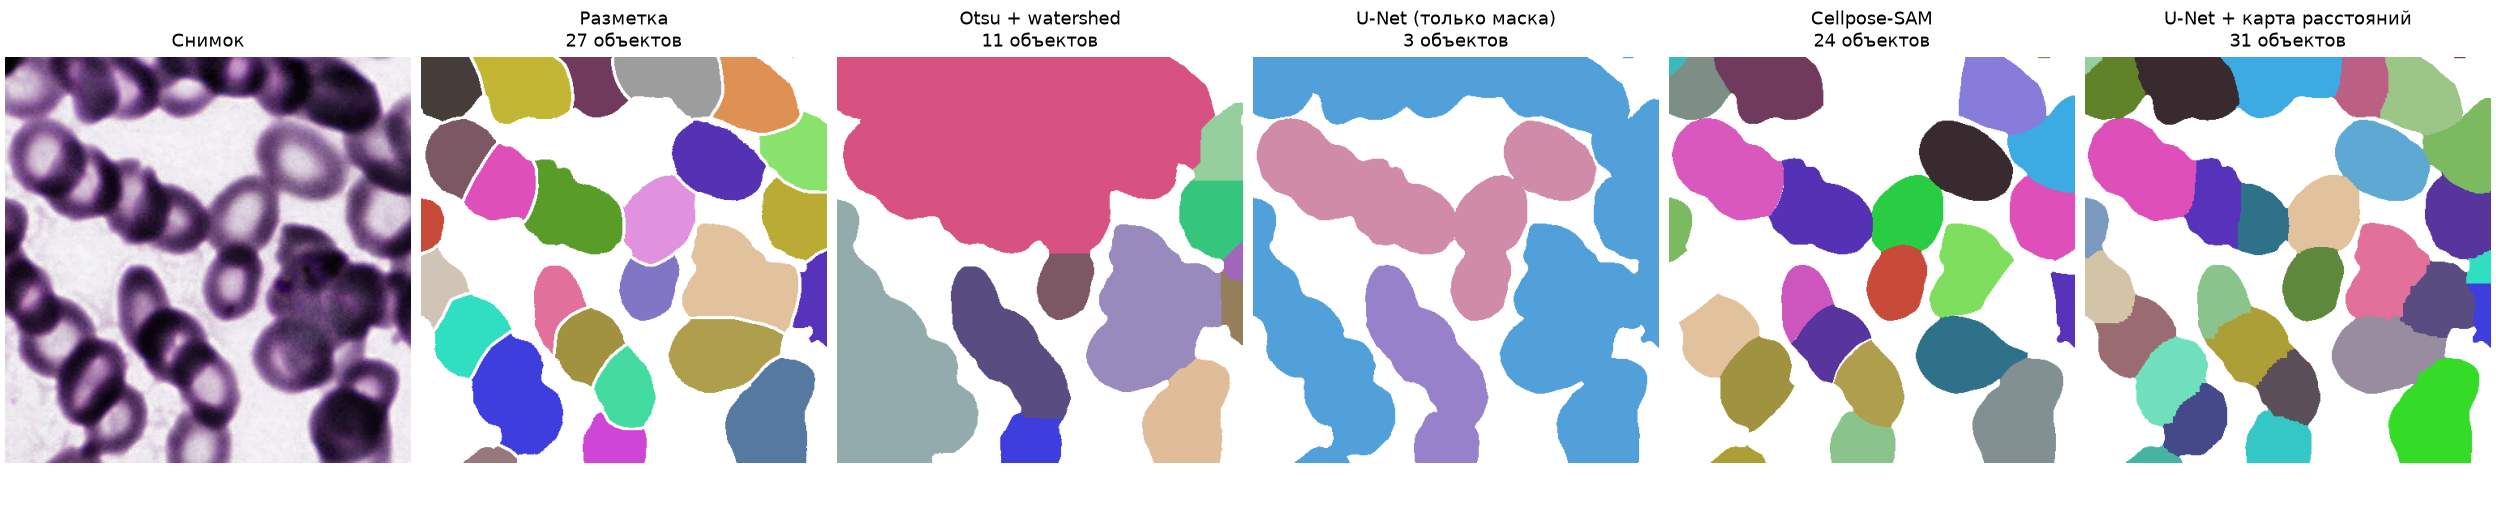 Снимок
Разметка
27 объектов
Otsu + watershed
11 объектов
U-Net (только маска)
3 объектов
Cellpose-SAM
24 объектов
U-Net + карта расстояний
31 объектов